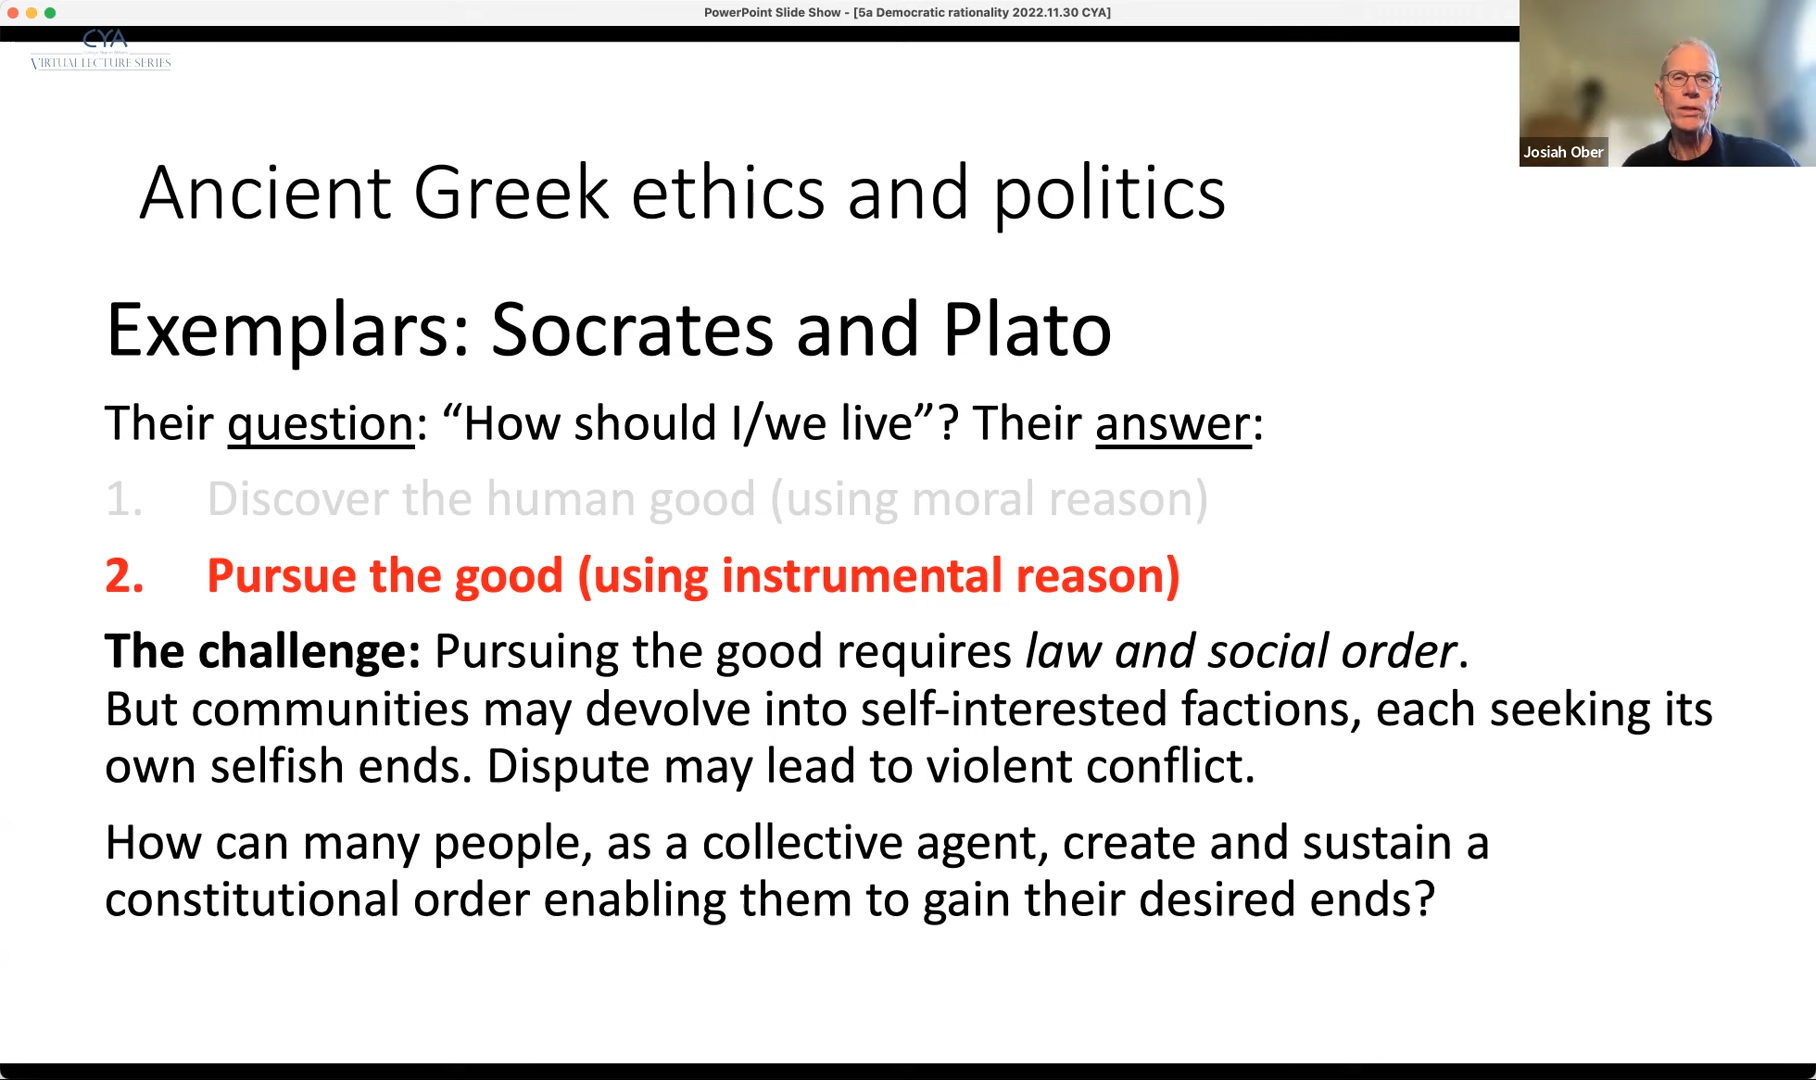 PowerPoint Slide Show - [5a Democratic rationality 2022.11.30 CYA]
CYA
VIRTUAL LECTURE SERIES
Josiah Ober
Ancient Greek ethics and politics
Exemplars: Socrates and Plato
Their question: “How should I/we live”? Their answer:
1. Discover the human good (using moral reason)
2. Pursue the good (using instrumental reason)
The challenge: Pursuing the good requires law and social order.
But communities may devolve into self-interested factions, each seeking its
own selfish ends. Dispute may lead to violent conflict.
How can many people, as a collective agent, create and sustain a
constitutional order enabling them to gain their desired ends?